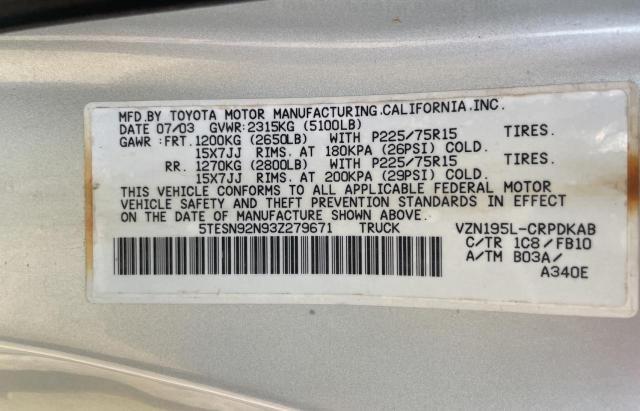 MFD.BY TOYOTA MOTOR MANUFACTURING.CALIFORNIA.INC.
DATE 07/03 GVWR:2315KG (5100LB)
GAWR :FRT.1200KG (2650LB) WITH P225/75R15 TIRES.
15X7JJ RIMS. AT 180KPA (26PSI) COLD.
RR. 1270KG (2800LB) WITH P225/75R15 TIRES.
15X7JJ RIMS. AT 200KPA (29PSI) COLD.
THIS VEHICLE CONFORMS TO ALL APPLICABLE FEDERAL MOTOR
VEHICLE SAFETY AND THEFT PREVENTION STANDARDS IN EFFECT
ON THE DATE OF MANUFACTURE SHOWN ABOVE.
5TESN92N93Z279671 TRUCK VZN195L-CRPDKAB
C/TR 1C8/FB10
A/TM B03A/
A340E